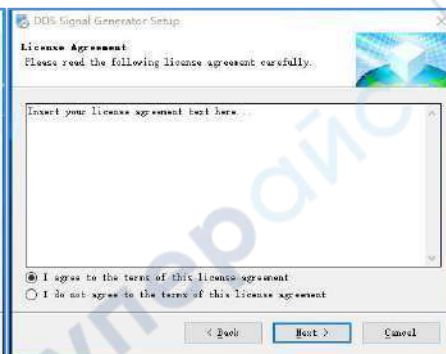 DDS Signal Generator Setup
License Agreement
Please read the following license agreement carefully.
Insert your license agreement text here...
I agree to the terms of this license agreement
I do not agree to the terms of this license agreement
< Back
Next >
Cancel